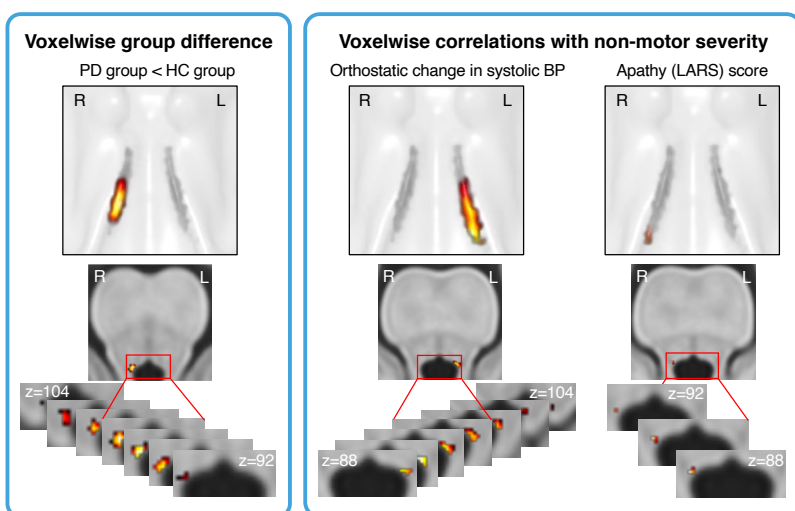 Voxelwise group difference
PD group < HC group
R L
R L
z=104
z=92
Voxelwise correlations with non-motor severity
Orthostatic change in systolic BP
R L
R L
z=104
z=88
Apathy (LARS) score
R L
R L
z=92
z=88